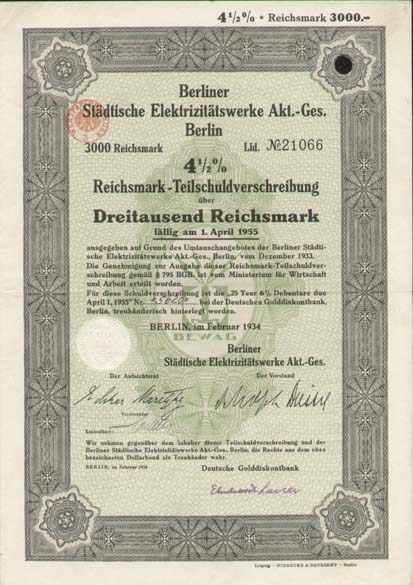 4½% • Reichsmark 3000.-
Berliner
Städtische Elektrizitätswerke Akt.-Ges.
Berlin
3000 Reichsmark Lfd. № 21066
4½%
Reichsmark-Teilschuldverschreibung
über
Dreitausend Reichsmark
fällig am 1. April 1955
ausgegeben auf Grund des Umtauschangebotes der Berliner Städti-
sche Elektrizitätswerke Akt.-Ges., Berlin, vom Dezember 1933.
Die Genehmigung zur Ausgabe dieser Reichsmark-Teilschuldver-
schreibung gemäß § 795 BGB. ist vom Ministerium für Wirtschaft
und Arbeit erteilt worden.
Für diese Schuldverschreibung ist die „25 Year 6% Debenture due
April 1, 1955" Nr. bei der Deutschen Golddiskontbank,
Berlin, treuhänderisch hinterlegt worden.
BERLIN, im Februar 1934
BEWAG
Berliner
Städtische Elektrizitätswerke Akt.-Ges.
Der Aufsichtsrat Der Vorstand
Vorsitzender
Kontrolliert:
Wir nehmen gegenüber dem Inhaber dieser Teilschuldverschreibung und der
Berliner Städtische Elektrizitätswerke Akt.-Ges., Berlin, die Rechte aus dem oben
bezeichneten Dollarbond als Treuhänder wahr.
BERLIN, im Februar 1934 Deutsche Golddiskontbank
Leipzig — GIESECKE & DEVRIENT — Berlin